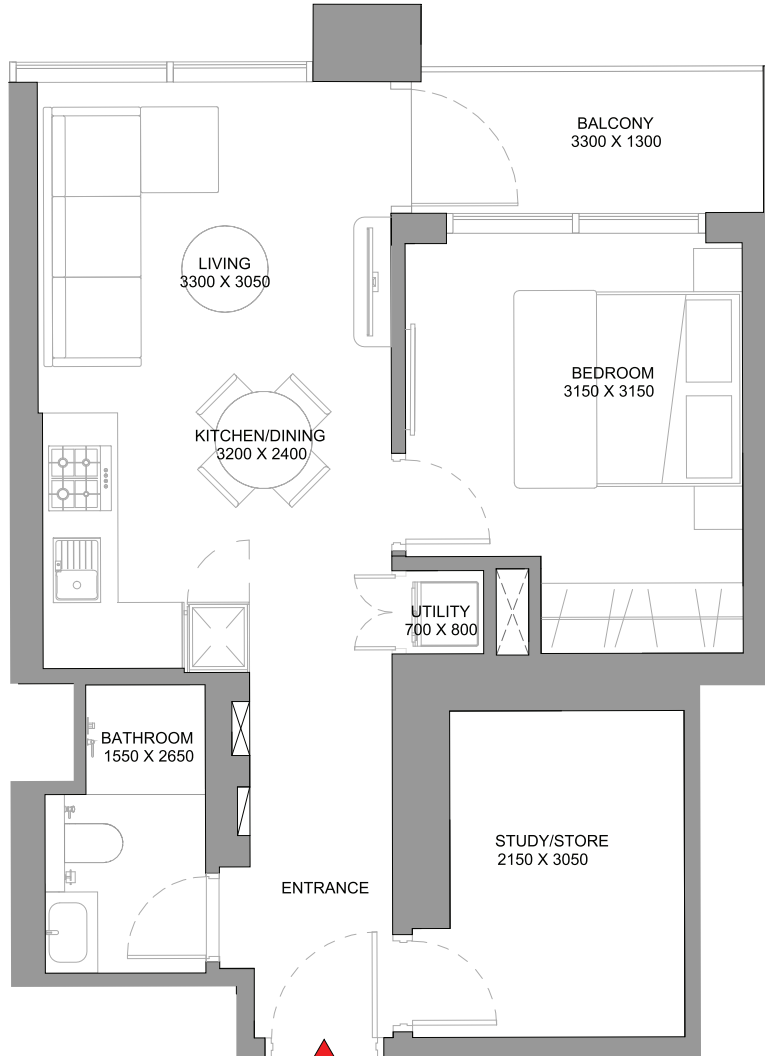 BALCONY
3300 X 1300
LIVING
3300 X 3050
BEDROOM
3150 X 3150
KITCHEN/DINING
3200 X 2400
UTILITY
700 X 800
BATHROOM
1550 X 2650
STUDY/STORE
2150 X 3050
ENTRANCE